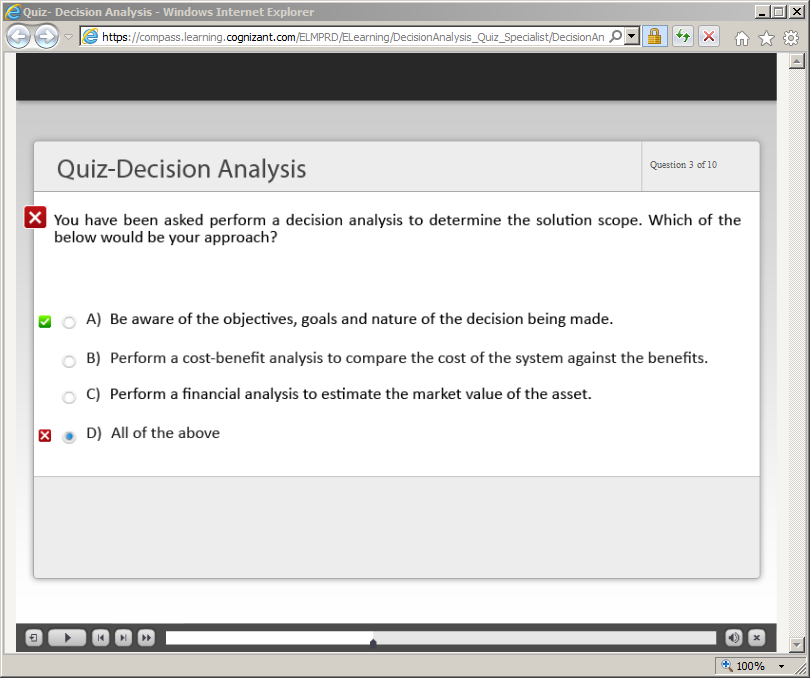 Quiz- Decision Analysis - Windows Internet Explorer
https://compass.learning.cognizant.com/ELMPRD/ELearning/DecisionAnalysis_Quiz_Specialist/DecisionAn
Quiz-Decision Analysis
Question 3 of 10
You have been asked perform a decision analysis to determine the solution scope. Which of the
below would be your approach?
A) Be aware of the objectives, goals and nature of the decision being made.
B) Perform a cost-benefit analysis to compare the cost of the system against the benefits.
C) Perform a financial analysis to estimate the market value of the asset.
D) All of the above
100%